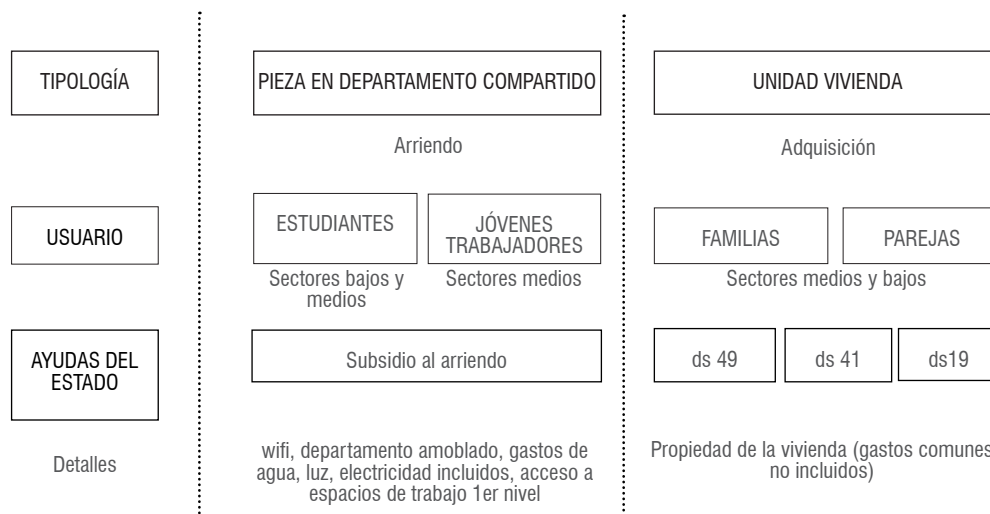 TIPOLOGÍA
PIEZA EN DEPARTAMENTO COMPARTIDO
UNIDAD VIVIENDA
Arriendo
Adquisición
USUARIO
ESTUDIANTES
JÓVENES
TRABAJADORES
FAMILIAS
PAREJAS
Sectores bajos y
medios
Sectores medios
Sectores medios y bajos
AYUDAS DEL
ESTADO
Subsidio al arriendo
ds 49
ds 41
ds19
Detalles
wifi, departamento amoblado, gastos de
agua, luz, electricidad incluidos, acceso a
espacios de trabajo 1er nivel
Propiedad de la vivienda (gastos comunes
no incluidos)